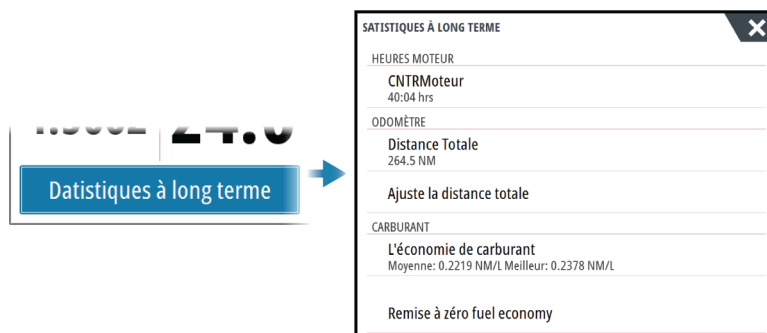 Datistiques à long terme
SATISTIQUES À LONG TERME
HEURES MOTEUR
CNTRMoteur
40:04 hrs
ODOMÈTRE
Distance Totale
264.5 NM
Ajuste la distance totale
CARBURANT
L'économie de carburant
Moyenne: 0.2219 NM/L Meilleur: 0.2378 NM/L
Remise à zéro fuel economy